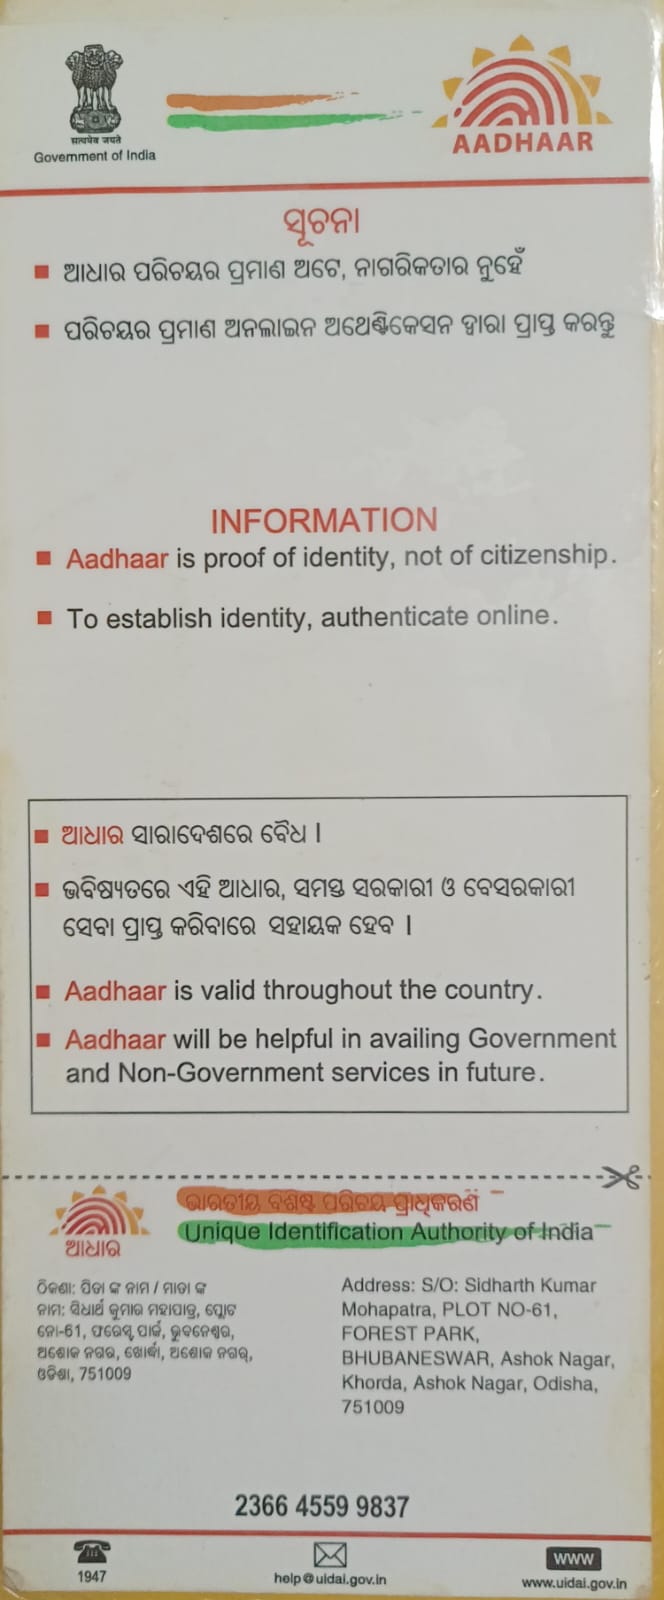 सत्यमेव जयते
Government of India
AADHAAR
ସୂଚନା
ଆଧାର ପରିଚୟର ପ୍ରମାଣ ଅଟେ, ନାଗରିକତାର ନୁହେଁ
ପରିଚୟର ପ୍ରମାଣ ଅନଲାଇନ ଅଥେଣ୍ଟିକେସନ ଦ୍ଵାରା ପ୍ରାପ୍ତ କରନ୍ତୁ
INFORMATION
Aadhaar is proof of identity, not of citizenship.
To establish identity, authenticate online.
ଆଧାର ସାରାଦେଶରେ ବୈଧ ।
ଭବିଷ୍ୟତରେ ଏହି ଆଧାର, ସମସ୍ତ ସରକାରୀ ଓ ବେସରକାରୀ
ସେବା ପ୍ରାପ୍ତ କରିବାରେ ସହାୟକ ହେବ ।
Aadhaar is valid throughout the country.
Aadhaar will be helpful in availing Government
and Non-Government services in future.
ଭାରତୀୟ ବିଶିଷ୍ଟ ପରିଚୟ ପ୍ରାଧିକରଣ
Unique Identification Authority of India
ଆଧାର
ଠିକଣା: ପିତା ଙ୍କ ନାମ / ମାତା ଙ୍କ
ନାମ: ସିଧାର୍ଥ କୁମାର ମହାପାତ୍ର, ପ୍ଲୋଟ
ନୋ-61, ଫରେସ୍ଟ ପାର୍କ, ଭୁବନେଶ୍ୱର,
ଅଶୋକ ନଗର, ଖୋର୍ଦ୍ଧା, ଅଶୋକ ନଗର୍,
ଓଡିଶା, 751009
Address: S/O: Sidharth Kumar
Mohapatra, PLOT NO-61,
FOREST PARK,
BHUBANESWAR, Ashok Nagar,
Khorda, Ashok Nagar, Odisha,
751009
2366 4559 9837
1947
help@uidai.gov.in
www
www.uidai.gov.in